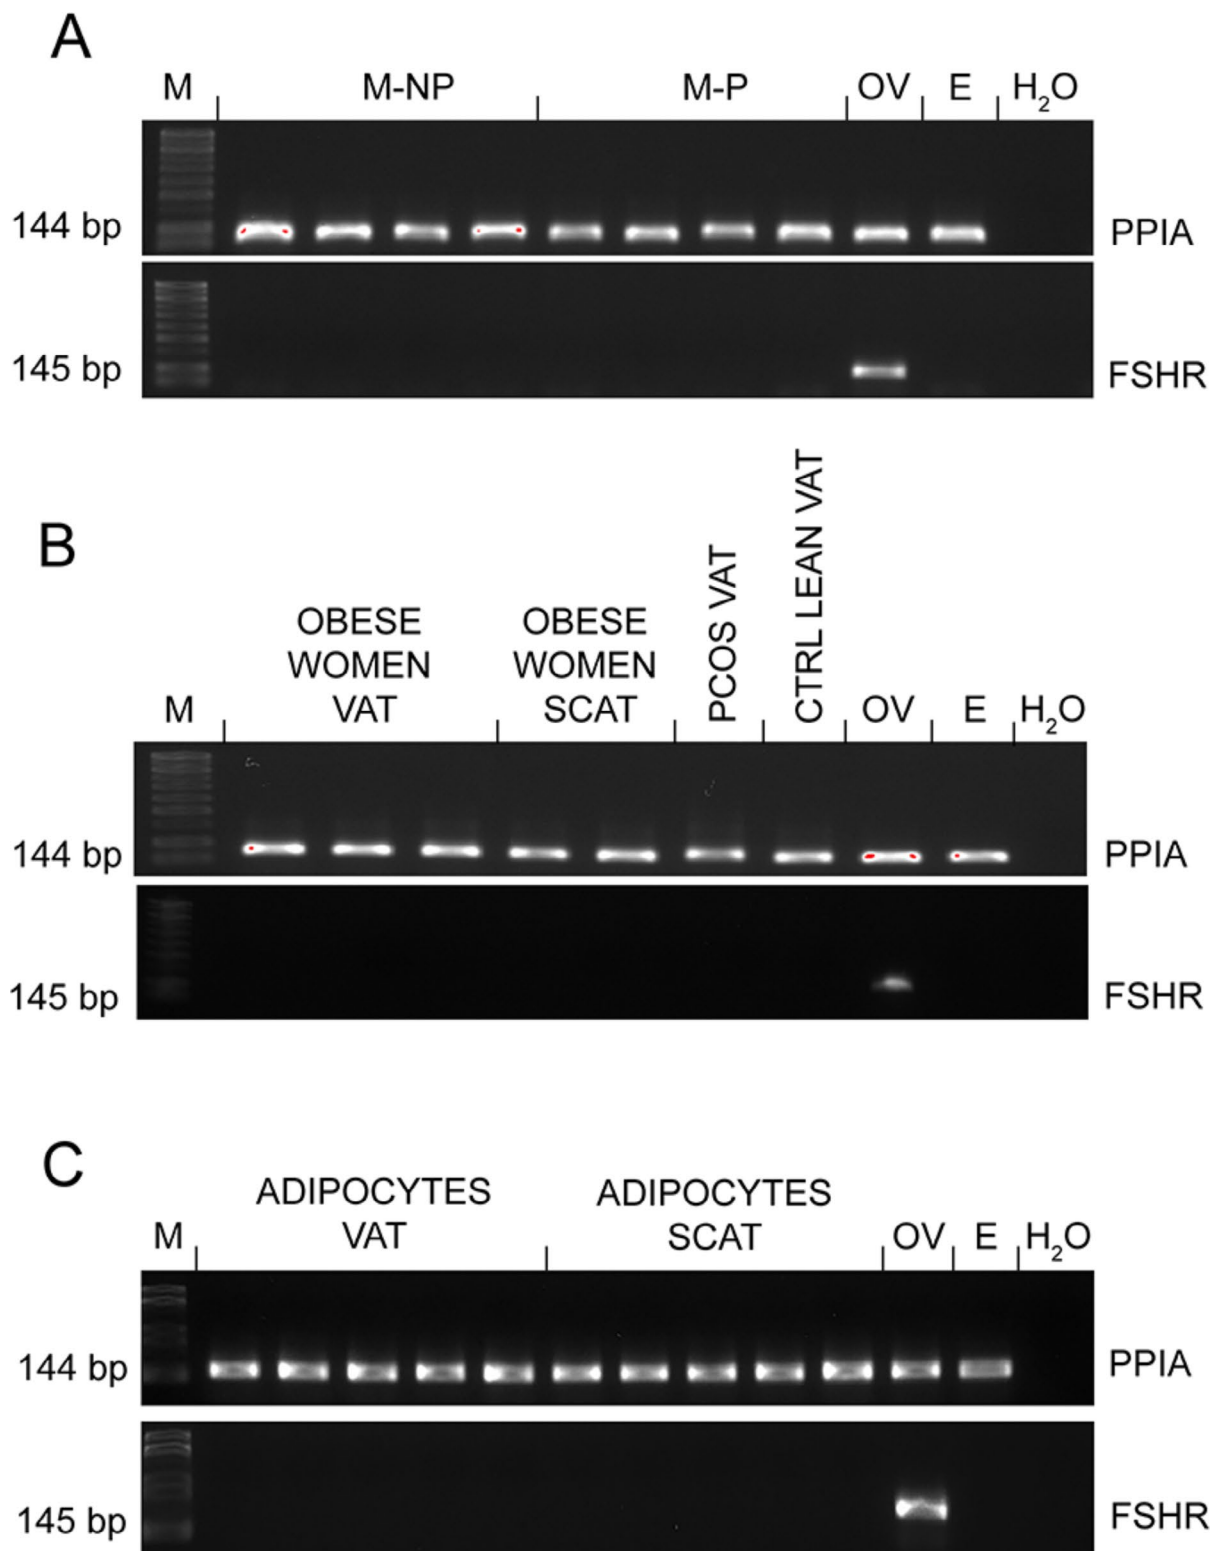 A
M M-NP M-P OV E H₂O
144 bp PPIA
145 bp FSHR
B
OBESE WOMEN VAT
OBESE WOMEN SCAT
PCOS VAT
CTRL LEAN VAT
M OV E H₂O
144 bp PPIA
145 bp FSHR
C
ADIPOCYTES VAT
ADIPOCYTES SCAT
M OV E H₂O
144 bp PPIA
145 bp FSHR